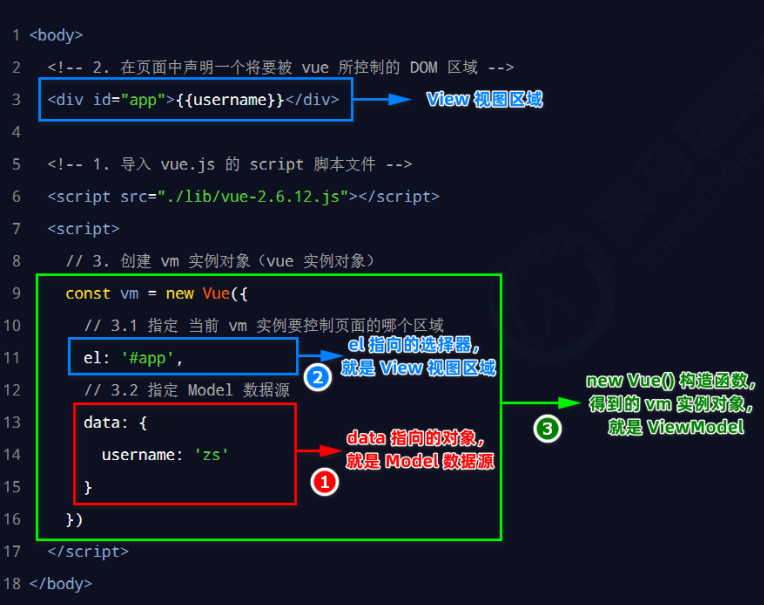 1 <body>
2 <!-- 2. 在页面中声明一个将要被 vue 所控制的 DOM 区域 -->
3 <div id="app">{{username}}</div>
View 视图区域
4
5 <!-- 1. 导入 vue.js 的 script 脚本文件 -->
6 <script src="./lib/vue-2.6.12.js"></script>
7 <script>
8 // 3. 创建 vm 实例对象（vue 实例对象）
9 const vm = new Vue({
10 // 3.1 指定 当前 vm 实例要控制页面的哪个区域
11 el: '#app',
2
el 指向的选择器，
就是 View 视图区域
12 // 3.2 指定 Model 数据源
13 data: {
14 username: 'zs'
15 }
1
data 指向的对象，
就是 Model 数据源
16 })
3
new Vue() 构造函数，
得到的 vm 实例对象，
就是 ViewModel
17 </script>
18 </body>
黑马程序